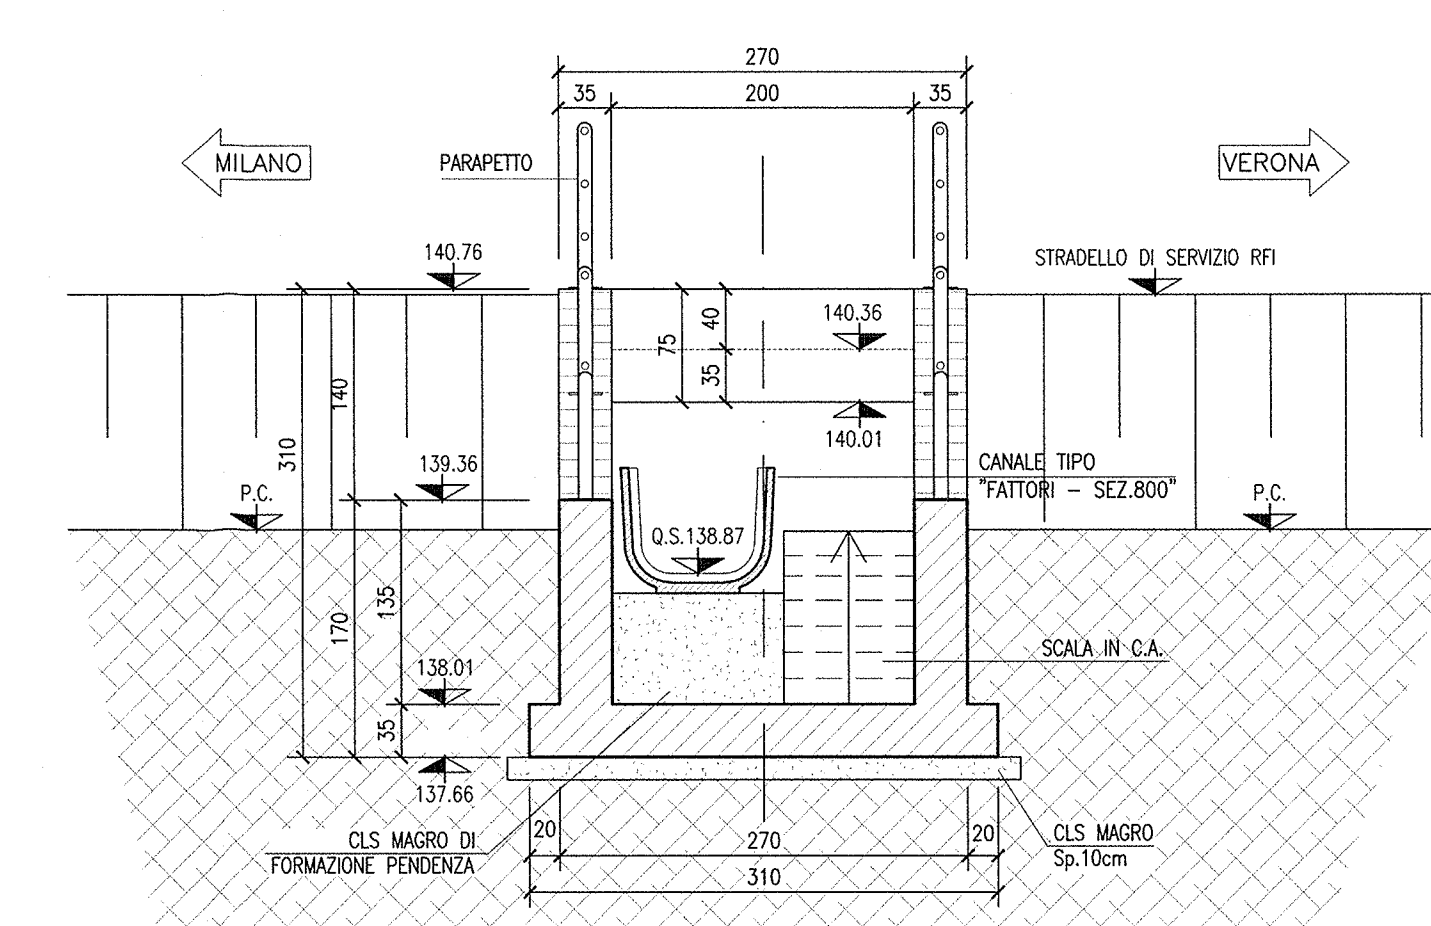 270
35
200
35
MILANO
PARAPETTO
VERONA
140.76
STRADELLO DI SERVIZIO RFI
40
140.36
75
35
140
310
140.01
139.36
CANALE TIPO
"FATTORI - SEZ.800"
P.C.
P.C.
Q.S.138.87
135
170
SCALA IN C.A.
138.01
35
137.66
20
270
20
CLS MAGRO DI
FORMAZIONE PENDENZA
CLS MAGRO
Sp.10cm
310